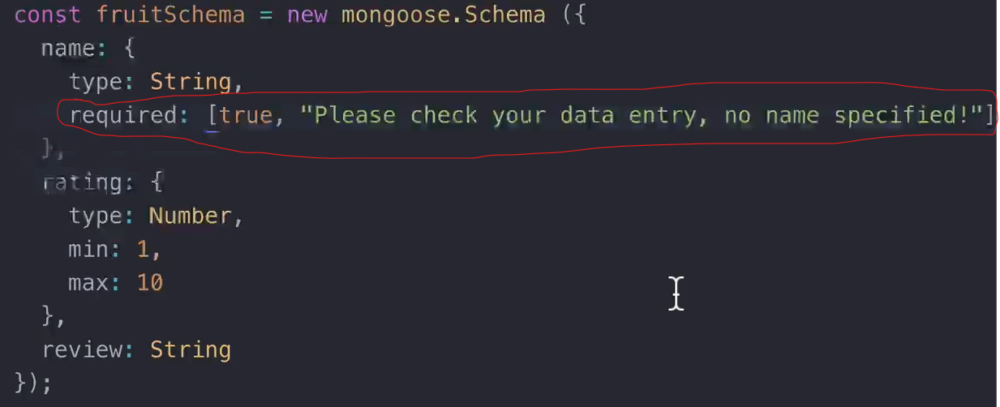 const fruitSchema = new mongoose.Schema ({
name: {
type: String,
required: [true, "Please check your data entry, no name specified!"]
},
rating: {
type: Number,
min: 1,
max: 10
},
review: String
});